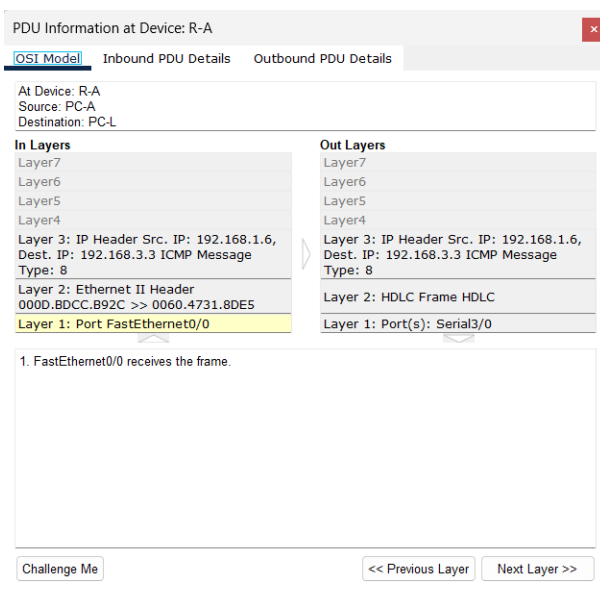 PDU Information at Device: R-A
×
OSI Model Inbound PDU Details Outbound PDU Details
At Device: R-A
Source: PC-A
Destination: PC-L
In Layers
Layer7
Layer6
Layer5
Layer4
Layer 3: IP Header Src. IP: 192.168.1.6,
Dest. IP: 192.168.3.3 ICMP Message
Type: 8
Layer 2: Ethernet II Header
000D.BDCC.B92C >> 0060.4731.8DE5
Layer 1: Port FastEthernet0/0
Out Layers
Layer7
Layer6
Layer5
Layer4
Layer 3: IP Header Src. IP: 192.168.1.6,
Dest. IP: 192.168.3.3 ICMP Message
Type: 8
Layer 2: HDLC Frame HDLC
Layer 1: Port(s): Serial3/0
1. FastEthernet0/0 receives the frame.
Challenge Me
<< Previous Layer
Next Layer >>